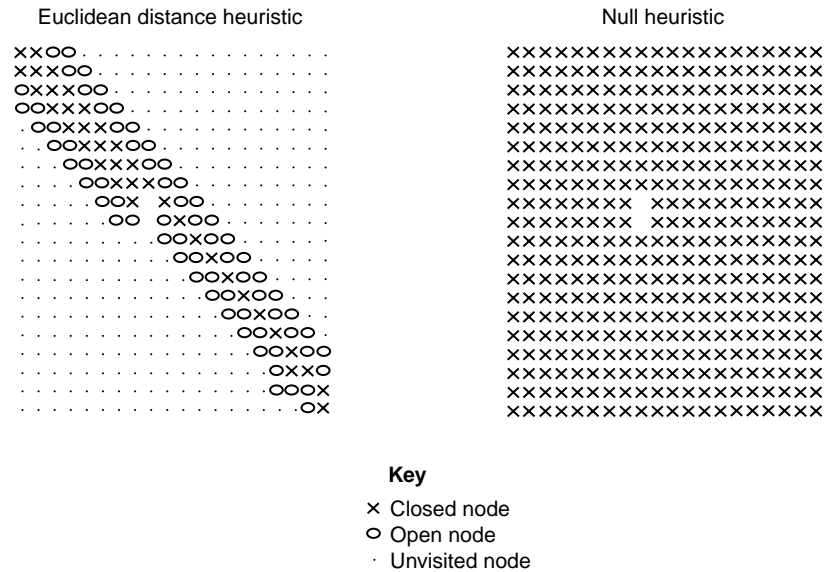 Euclidean distance heuristic
Null heuristic
Key
Closed node
Open node
Unvisited node